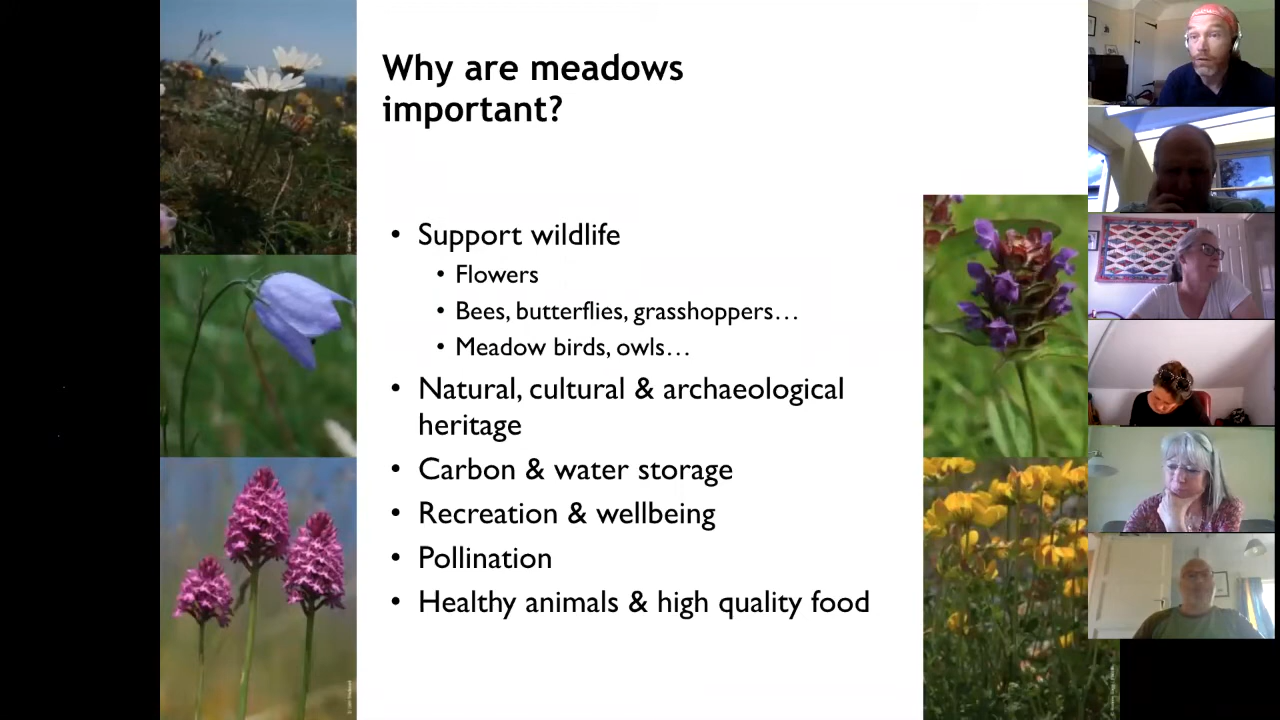 Why are meadows
important?
• Support wildlife
• Flowers
• Bees, butterflies, grasshoppers…
• Meadow birds, owls…
• Natural, cultural & archaeological
heritage
• Carbon & water storage
• Recreation & wellbeing
• Pollination
• Healthy animals & high quality food